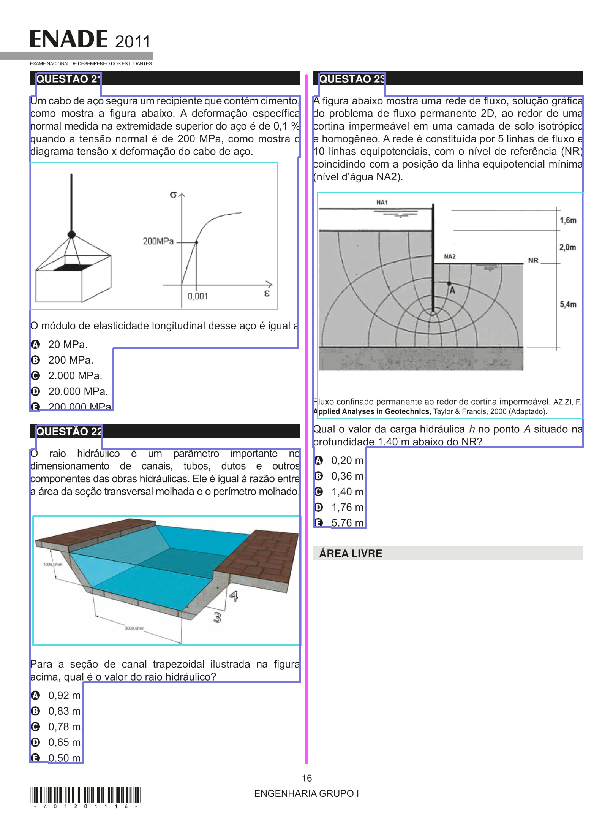 ENADE 2011
EXAME NACIONAL DE DESEMPENHO DOS ESTUDANTES
QUESTÃO 21
Um cabo de aço segura um recipiente que contém cimento,
como mostra a figura abaixo. A deformação específica
normal medida na extremidade superior do aço é de 0,1 %
quando a tensão normal é de 200 MPa, como mostra o
diagrama tensão x deformação do cabo de aço.
σ
200MPa
0,001
ε
O módulo de elasticidade longitudinal desse aço é igual a
A 20 MPa.
B 200 MPa.
C 2.000 MPa.
D 20.000 MPa.
E 200.000 MPa.
QUESTÃO 22
O raio hidráulico é um parâmetro importante no
dimensionamento de canais, tubos, dutos e outros
componentes das obras hidráulicas. Ele é igual à razão entre
a área da seção transversal molhada e o perímetro molhado.
4
3
Para a seção de canal trapezoidal ilustrada na figura
acima, qual é o valor do raio hidráulico?
A 0,92 m
B 0,83 m
C 0,78 m
D 0,65 m
E 0,50 m
QUESTÃO 23
A figura abaixo mostra uma rede de fluxo, solução gráfica
do problema de fluxo permanente 2D, ao redor de uma
cortina impermeável em uma camada de solo isotrópico
e homogêneo. A rede é constituída por 5 linhas de fluxo e
10 linhas equipotenciais, com o nível de referência (NR)
coincidindo com a posição da linha equipotencial mínima
(nível d'água NA2).
NA1
1,6m
2,0m
NA2
NR
A
5,4m
Fluxo confinado permanente ao redor de cortina impermeável. AZIZI, F.
Applied Analyses in Geotechnics, Taylor & Francis, 2000 (Adaptado).
Qual o valor da carga hidráulica h no ponto A situado na
profundidade 1,40 m abaixo do NR?
A 0,20 m
B 0,36 m
C 1,40 m
D 1,76 m
E 5,76 m
ÁREA LIVRE
16
ENGENHARIA GRUPO I